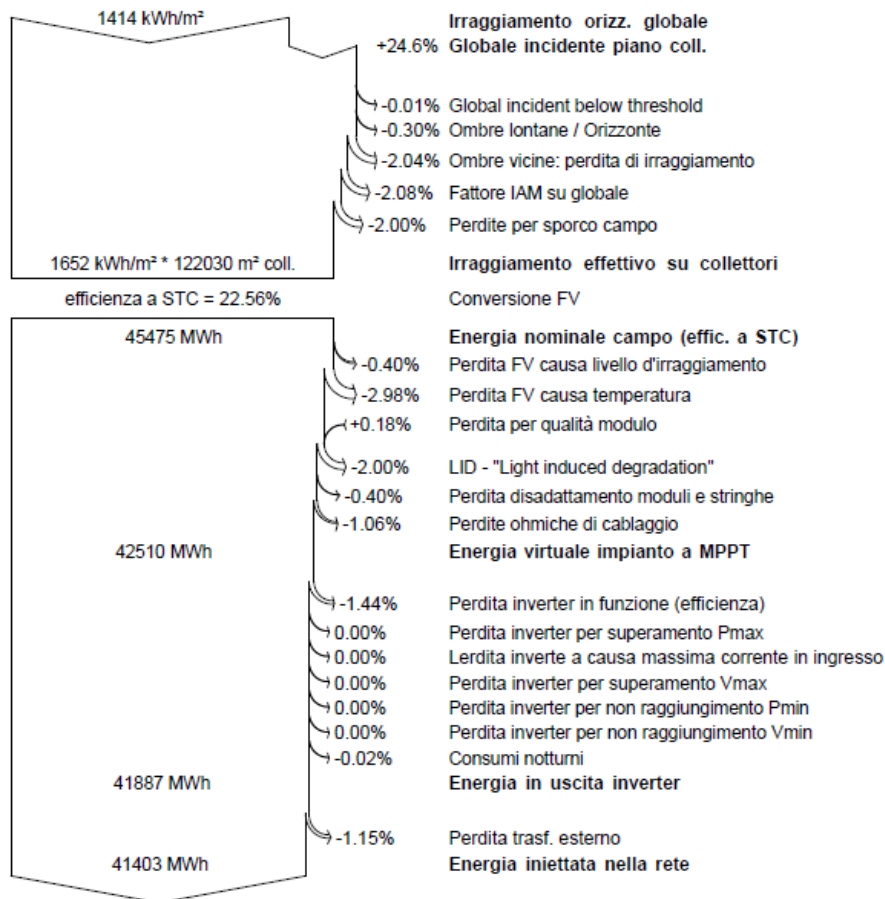 1414 kWh/m² Irraggiamento orizz. globale
+24.6% Globale incidente piano coll.
-0.01% Global incident below threshold
-0.30% Ombre lontane / Orizzonte
-2.04% Ombre vicine: perdita di irraggiamento
-2.08% Fattore IAM su globale
-2.00% Perdite per sporco campo
1652 kWh/m² * 122030 m² coll. Irraggiamento effettivo su collettori
efficienza a STC = 22.56% Conversione FV
45475 MWh Energia nominale campo (effic. a STC)
-0.40% Perdita FV causa livello d'irraggiamento
-2.98% Perdita FV causa temperatura
+0.18% Perdita per qualità modulo
-2.00% LID - "Light induced degradation"
-0.40% Perdita disadattamento moduli e stringhe
-1.06% Perdite ohmiche di cablaggio
42510 MWh Energia virtuale impianto a MPPT
-1.44% Perdita inverter in funzione (efficienza)
0.00% Perdita inverter per superamento Pmax
0.00% Lerdita inverte a causa massima corrente in ingresso
0.00% Perdita inverter per superamento Vmax
0.00% Perdita inverter per non raggiungimento Pmin
0.00% Perdita inverter per non raggiungimento Vmin
-0.02% Consumi notturni
41887 MWh Energia in uscita inverter
-1.15% Perdita trasf. esterno
41403 MWh Energia iniettata nella rete